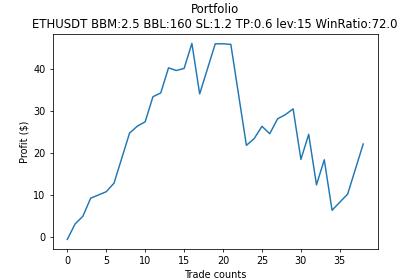 Portfolio
ETHUSDT BBM:2.5 BBL:160 SL:1.2 TP:0.6 lev:15 WinRatio:72.0
40
30
20
10
0
Profit ($)
0 5 10 15 20 25 30 35
Trade counts